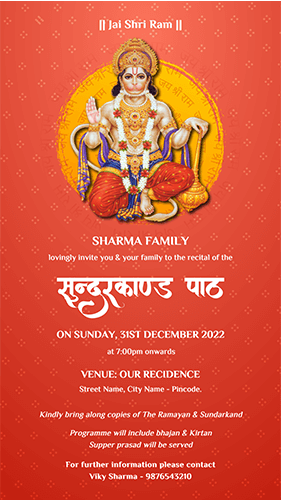 || Jai Shri Ram ||
SHARMA FAMILY
lovingly invite you & your family to the recital of the
सुन्दरकाण्ड पाठ
ON SUNDAY, 31ST DECEMBER 2022
at 7:00pm onwards
VENUE: OUR RECIDENCE
Street Name, City Name - Pincode.
Kindly bring along copies of The Ramayan & Sundarkand
Programme will include bhajan & Kirtan
Supper prasad will be served
For further information please contact
Viky Sharma - 9876543210